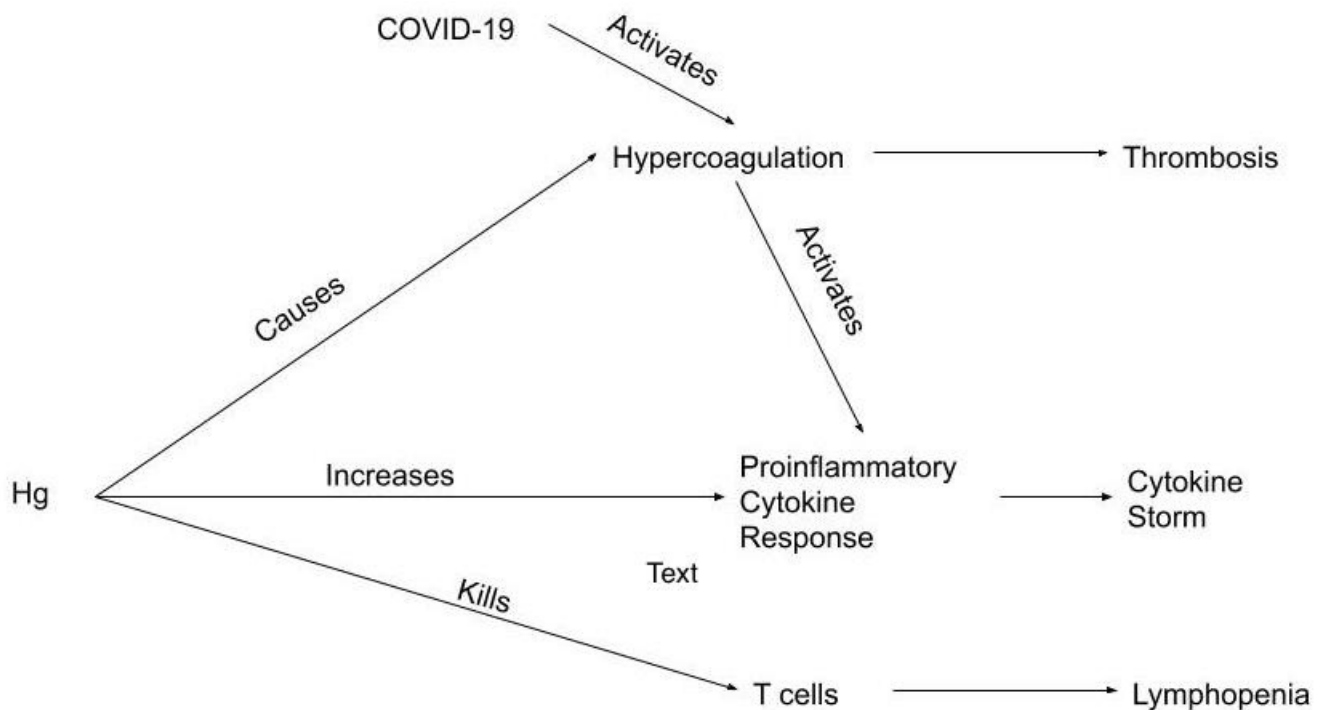 COVID-19
Activates
Hypercoagulation
Thrombosis
Activates
Causes
Hg
Increases
Proinflammatory
Cytokine
Response
Cytokine
Storm
Text
Kills
T cells
Lymphopenia